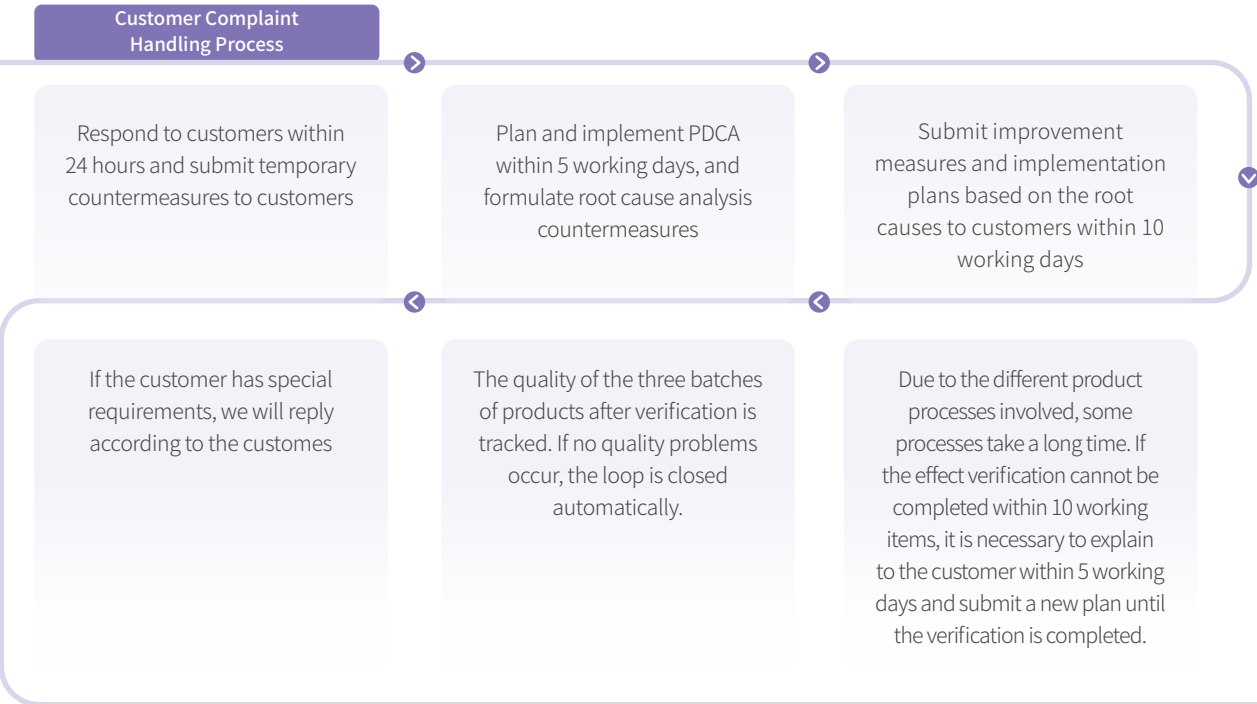 Customer Complaint
Handling Process
Respond to customers within
24 hours and submit temporary
countermeasures to customers
Plan and implement PDCA
within 5 working days, and
formulate root cause analysis
countermeasures
Submit improvement
measures and implementation
plans based on the root
causes to customers within 10
working days
Due to the different product
processes involved, some
processes take a long time. If
the effect verification cannot be
completed within 10 working
items, it is necessary to explain
to the customer within 5 working
days and submit a new plan until
the verification is completed.
The quality of the three batches
of products after verification is
tracked. If no quality problems
occur, the loop is closed
automatically.
If the customer has special
requirements, we will reply
according to the customes